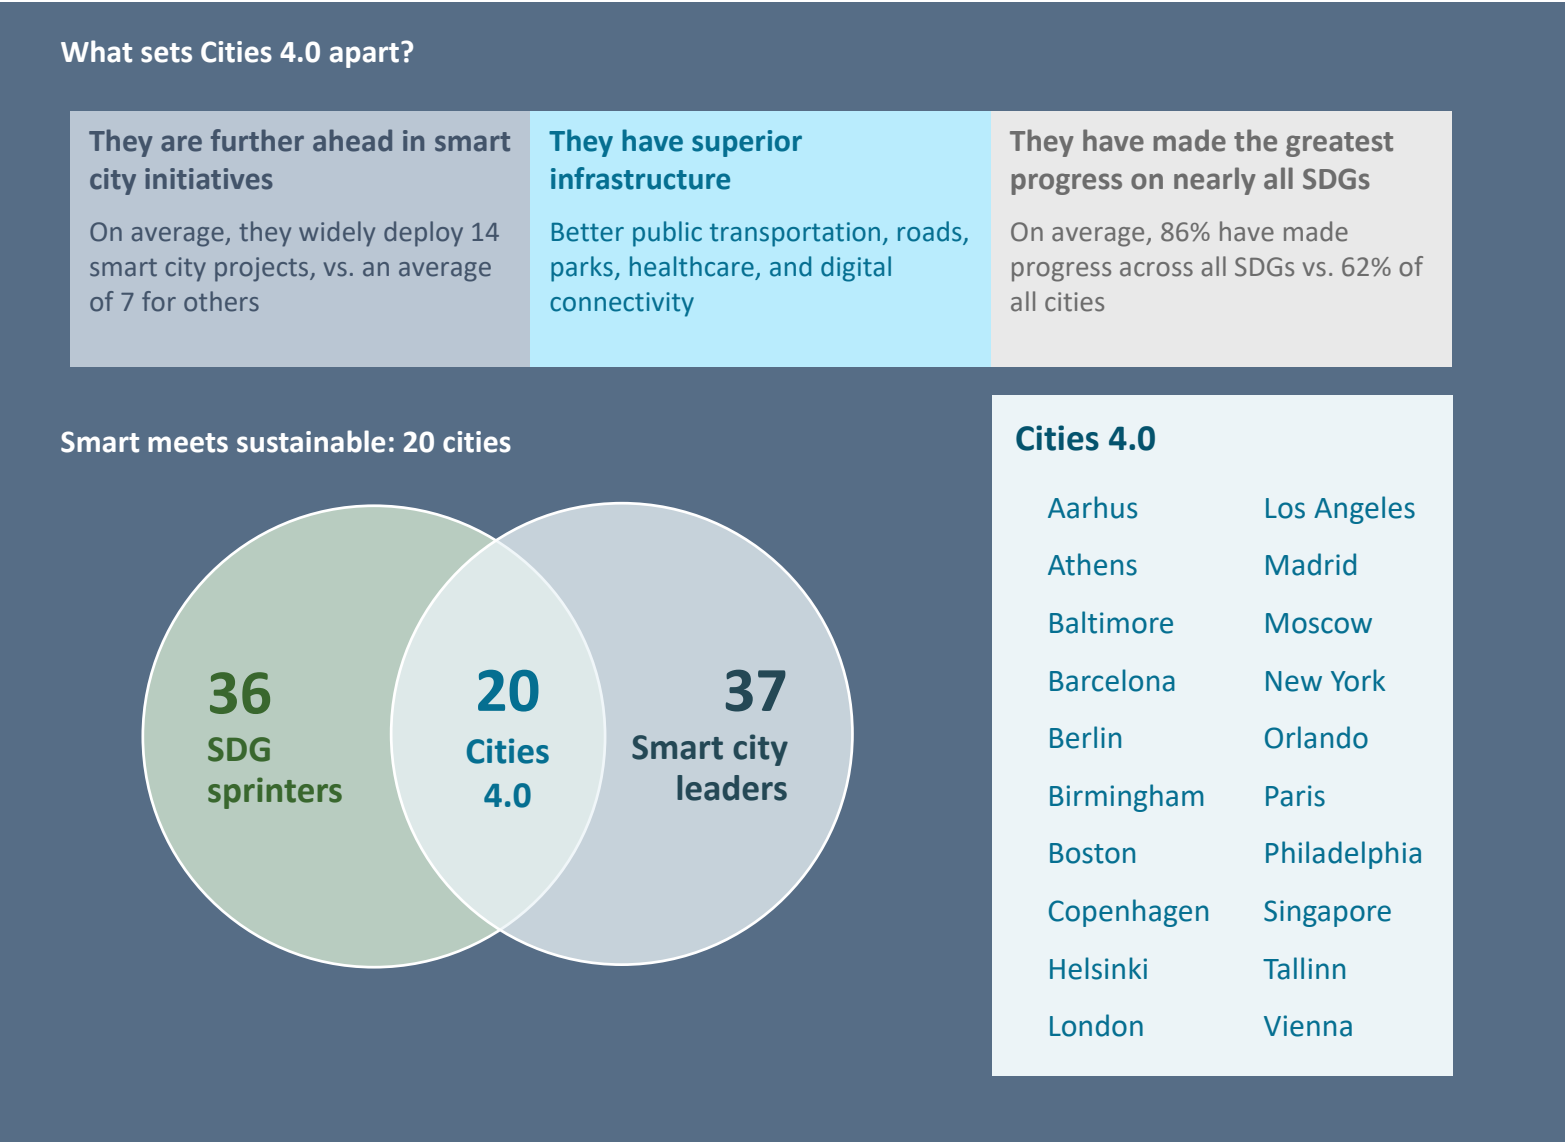 What sets Cities 4.0 apart?
They are further ahead in smart
city initiatives
On average, they widely deploy 14
smart city projects, vs. an average
of 7 for others
They have superior
infrastructure
Better public transportation, roads,
parks, healthcare, and digital
connectivity
They have made the greatest
progress on nearly all SDGs
On average, 86% have made
progress across all SDGs vs. 62% of
all cities
Smart meets sustainable: 20 cities
36
SDG
sprinters
20
Cities
4.0
37
Smart city
leaders
Cities 4.0
Aarhus
Athens
Baltimore
Barcelona
Berlin
Birmingham
Boston
Copenhagen
Helsinki
London
Los Angeles
Madrid
Moscow
New York
Orlando
Paris
Philadelphia
Singapore
Tallinn
Vienna